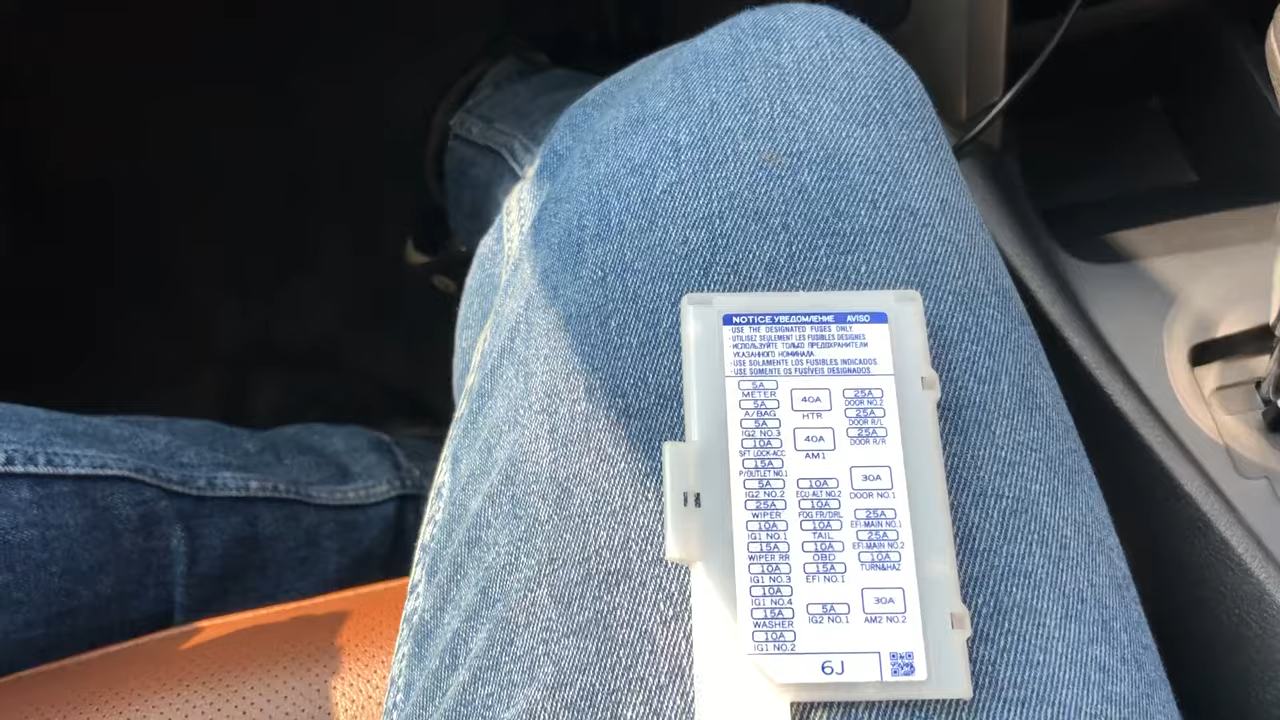 NOTICE УВЕДОМЛЕНИЕ AVISO
·USE THE DESIGNATED FUSES ONLY.
·UTILISEZ SEULEMENT LES FUSIBLES DESIGNES
·ИСПОЛЬЗУЙТЕ ТОЛЬКО ПРЕДОХРАНИТЕЛИ
УКАЗАННОГО НОМИНАЛА.
·USE SOLAMENTE LOS FUSIBLES INDICADOS.
·USE SOMENTE OS FUSÍVEIS DESIGNADOS.
5A
METER
5A
A/BAG
5A
IG2 NO.3
10A
SFT LOCK-ACC
15A
P/OUTLET NO.1
5A
IG2 NO.2
25A
WIPER
10A
IG1 NO.1
15A
WIPER RR
10A
IG1 NO.3
10A
IG1 NO.4
15A
WASHER
10A
IG1 NO.2
40A
HTR
40A
AM1
10A
ECU-ALT NO.2
10A
FOG FR/DRL
10A
TAIL
10A
OBD
15A
EFI NO.1
5A
IG2 NO.1
25A
DOOR NO.2
25A
DOOR R/L
25A
DOOR R/R
30A
DOOR NO.1
25A
EFI-MAIN NO.1
25A
EFI-MAIN NO.2
10A
TURN&HAZ
30A
AM2 NO.2
6J